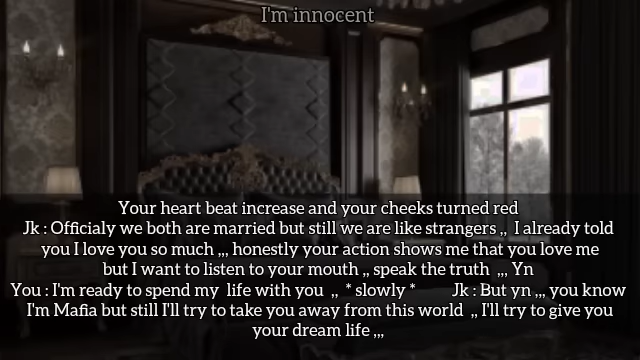 I'm innocent
Your heart beat increase and your cheeks turned red
Jk : Officialy we both are married but still we are like strangers ,, I already told
you I love you so much ,,, honestly your action shows me that you love me
but I want to listen to your mouth ,, speak the truth ,,, Yn
You : I'm ready to spend my life with you ,, * slowly * Jk : But yn ,,, you know
I'm Mafia but still I'll try to take you away from this world ,, I'll try to give you
your dream life ,,,